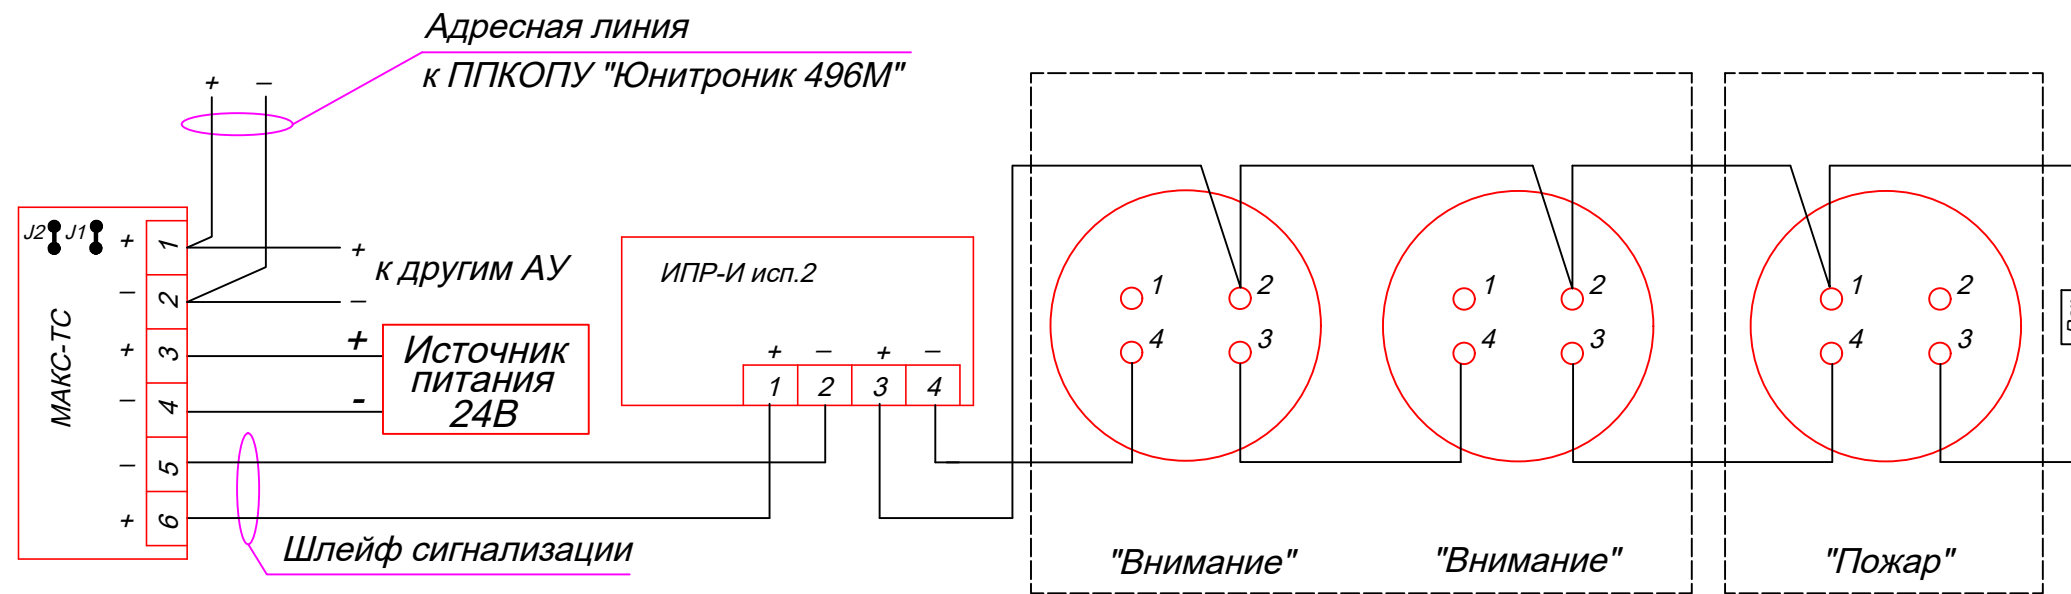 Адресная линия
к ППКОПУ "Юнитроник 496М"
+ –
J2 J1
МАКС-ТС
+ 1
– 2
+ 3
– 4
– 5
+ 6
+
к другим АУ
–
+
-
Источник
питания
24В
Шлейф сигнализации
ИПР-И исп.2
+ – + –
1 2 3 4
1 2
4 3
"Внимание"
1 2
4 3
"Внимание"
1 2
4 3
"Пожар"